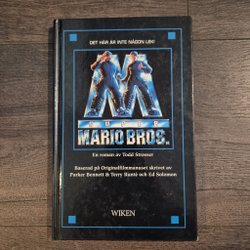 DET HÄR ÄR INTE NÅGON LEK!
SUPER
MARIO BROS.
En roman av Todd Strasser
Baserad på Originalfilmmanuset skrivet av
Parker Bennett & Terry Runté och Ed Solomon
WIKEN